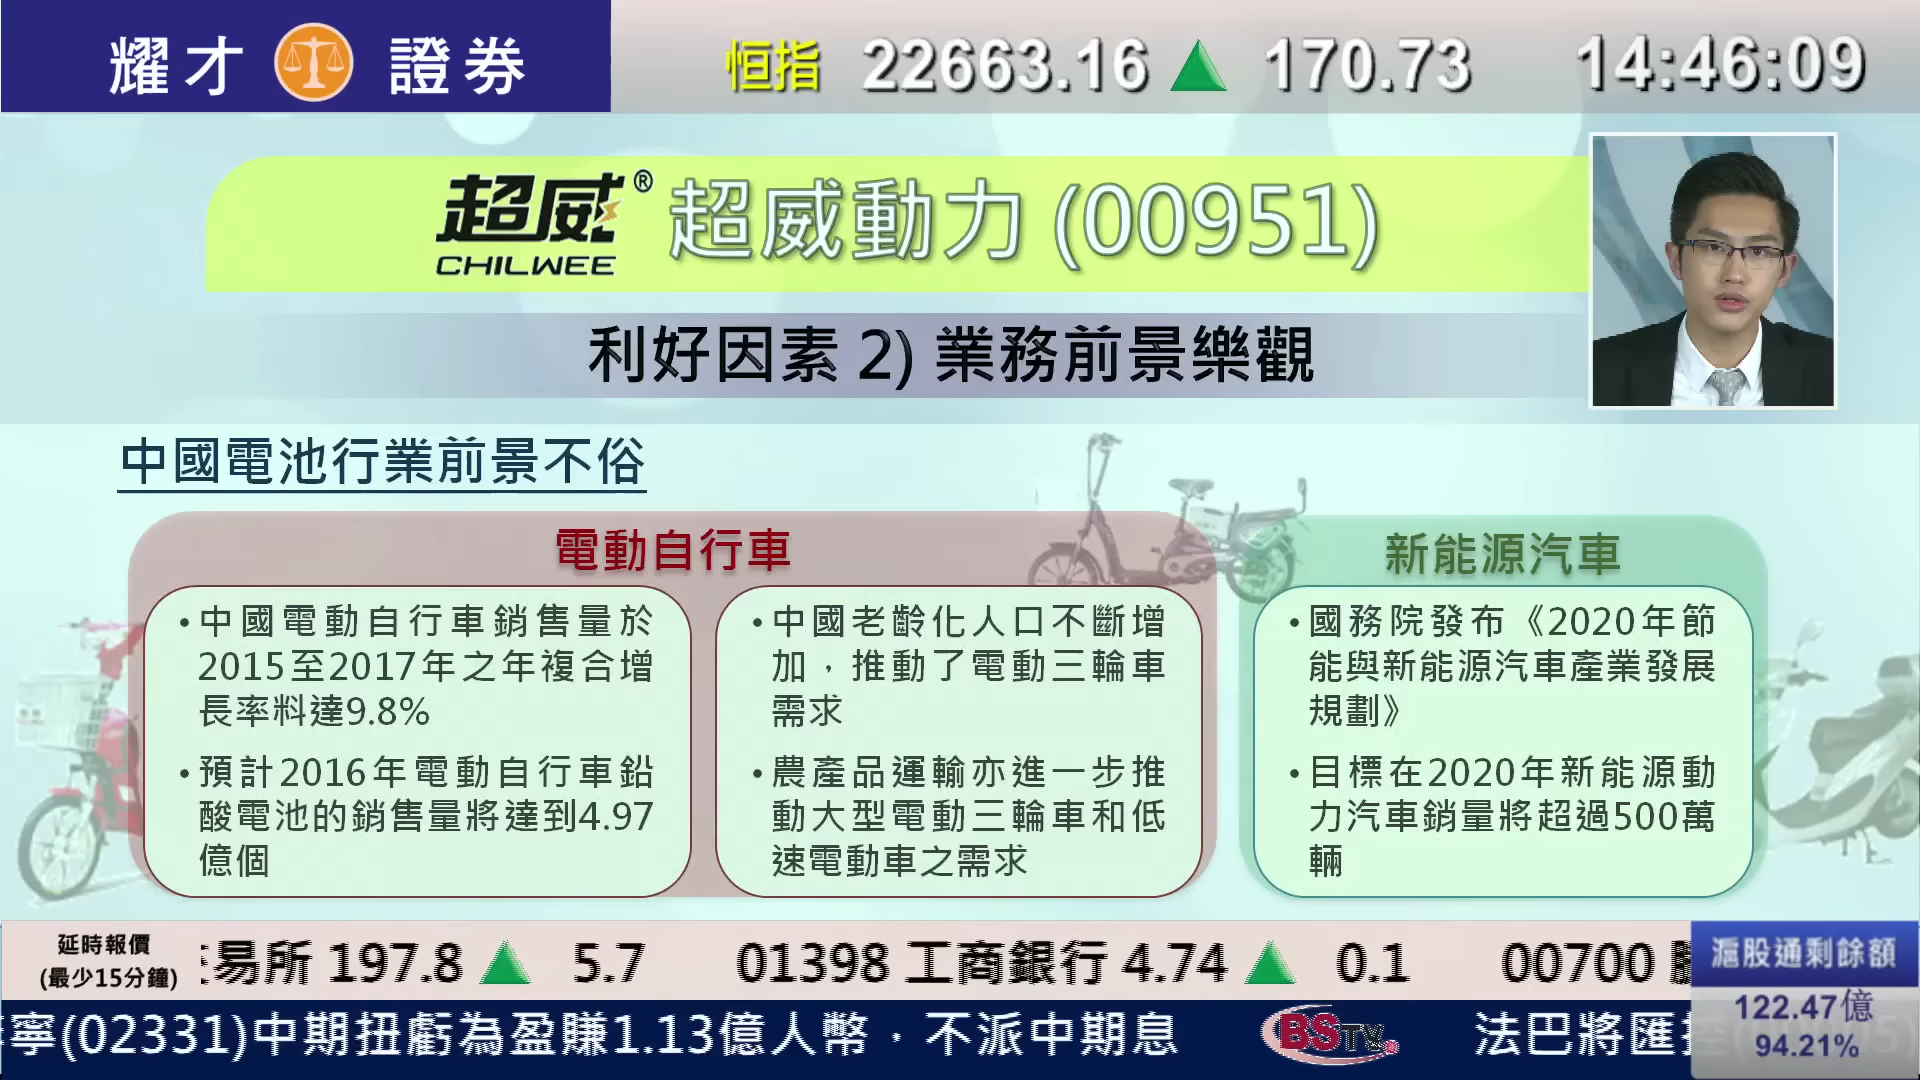 耀才 證券
恒指 22663.16 ▲ 170.73 14:46:09
超威® 超威動力 (00951)
CHILWEE
利好因素 2) 業務前景樂觀
中國電池行業前景不俗
電動自行車
•中國電動自行車銷售量於
2015至2017年之年複合增
長率料達9.8%
•預計2016年電動自行車鉛
酸電池的銷售量將達到4.97
億個
•中國老齡化人口不斷增
加，推動了電動三輪車
需求
•農產品運輸亦進一步推
動大型電動三輪車和低
速電動車之需求
新能源汽車
•國務院發布《2020年節
能與新能源汽車產業發展
規劃》
•目標在2020年新能源動
力汽車銷量將超過500萬
輛
延時報價
(最少15分鐘)
易所 197.8 ▲ 5.7 01398 工商銀行 4.74 ▲ 0.1 00700
滬股通剩餘額
122.47億
94.21%
寧(02331)中期扭虧為盈賺1.13億人幣．不派中期息 BSTV 法巴將匯